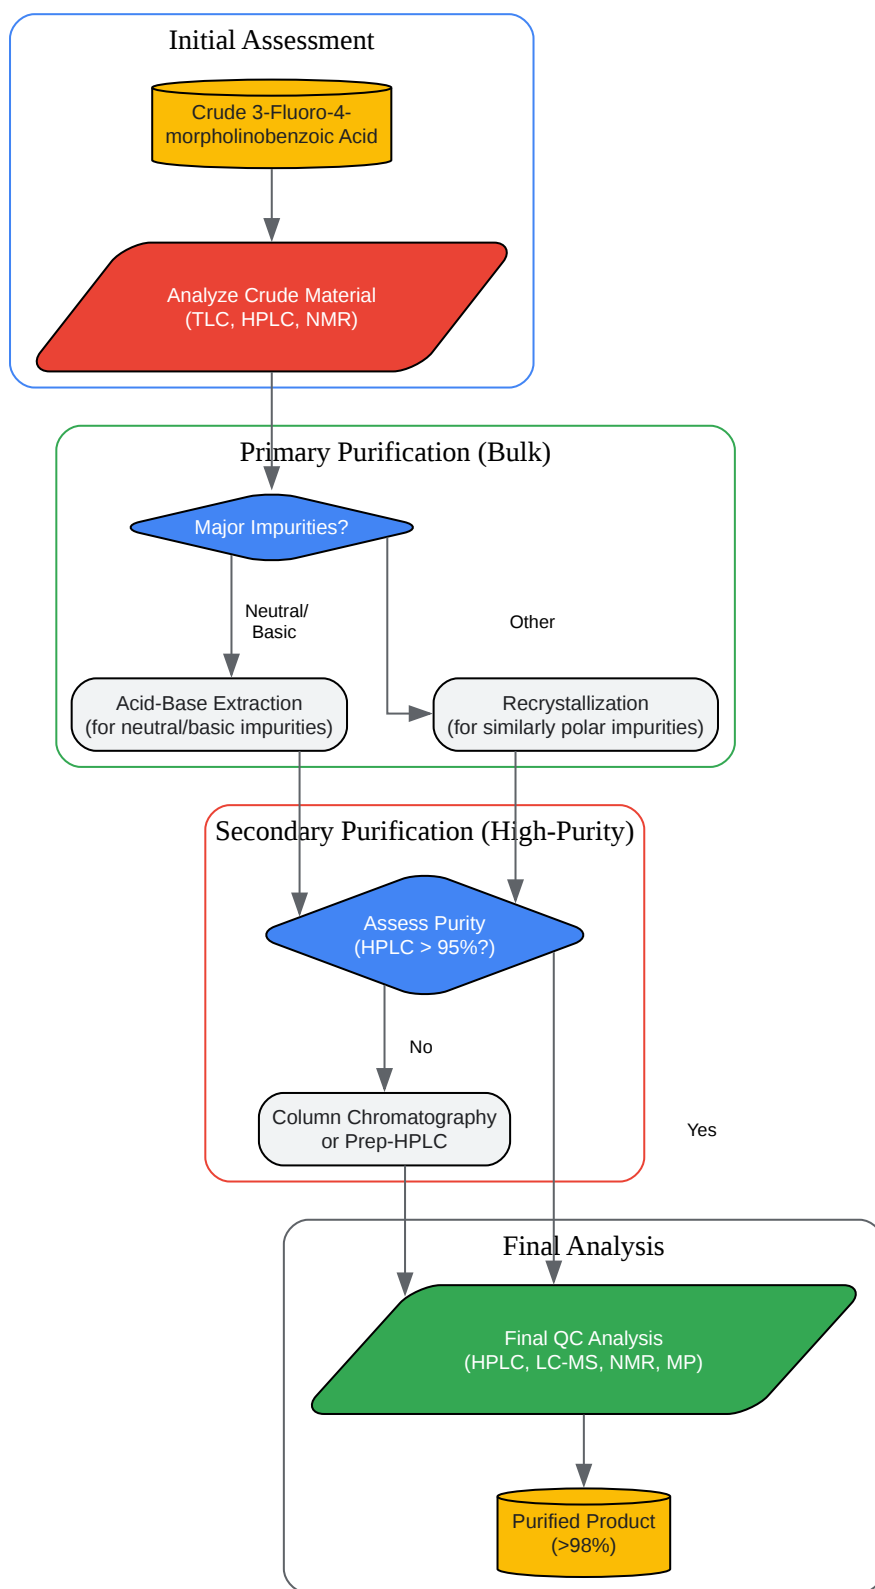 Initial Assessment
Crude 3-Fluoro-4-
morpholinobenzoic Acid
Analyze Crude Material
(TLC, HPLC, NMR)
Primary Purification (Bulk)
Major Impurities?
Neutral/
Basic
Other
Acid-Base Extraction
(for neutral/basic impurities)
Recrystallization
(for similarly polar impurities)
Secondary Purification (High-Purity)
Assess Purity
(HPLC > 95%?)
No
Column Chromatography
or Prep-HPLC
Yes
Final Analysis
Final QC Analysis
(HPLC, LC-MS, NMR, MP)
Purified Product
(>98%)